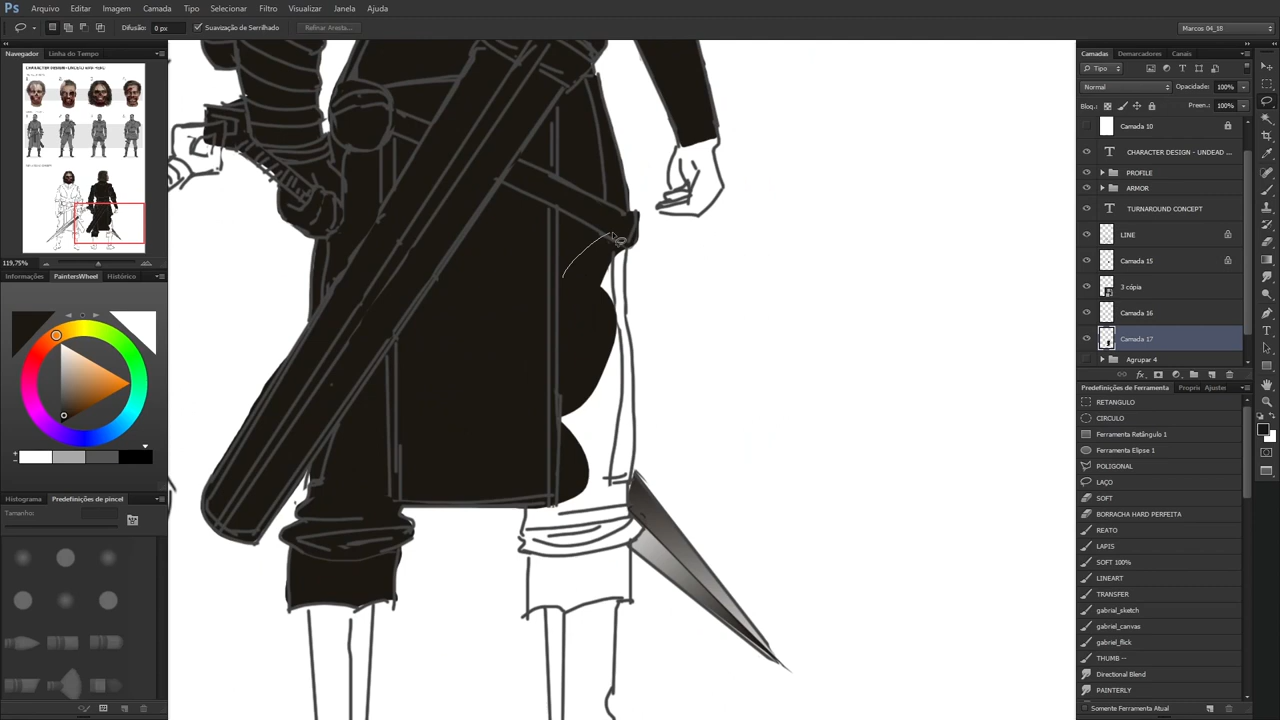 Ps Arquivo Editar Imagem Camada Tipo Selecionar Filtro Visualizar Janela Ajuda
Difusão: 0 px Suavização de Serrilhado Refinar Aresta... Marcos 04_18
Navegador Linha do Tempo
119,75%
Informações PaintersWheel Histórico
Histograma Predefinições de pincel
Tamanho:
Camadas Demarcadores Canais
Tipo
Normal Opacidade: 100%
Bloq.: Preen.: 100%
Camada 10
T CHARACTER DESIGN - UNDEAD ...
PROFILE
ARMOR
T TURNAROUND CONCEPT
LINE
Camada 15
3 cópia
Camada 16
Camada 17
Agrupar 4
fx
Predefinições de Ferramenta Propria Ajuster
RETANGULO
CIRCULO
Ferramenta Retângulo 1
Ferramenta Elipse 1
POLIGONAL
LAÇO
SOFT
BORRACHA HARD PERFEITA
REATO
LAPIS
SOFT 100%
LINEART
TRANSFER
gabrial_sketch
gabriel_canvas
gabriel_flick
THUMB --
Directional Blend
PAINTERLY
Somente Ferramenta Atual